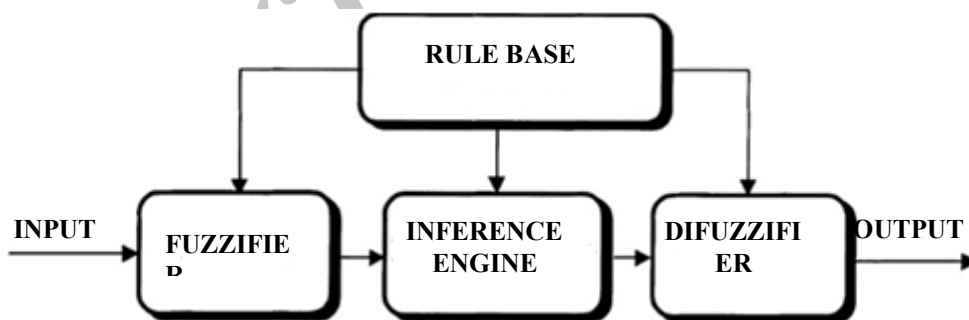 RULE BASE
INPUT
FUZZIFIE
R
INFERENCE
ENGINE
DIFUZZIFI
ER
OUTPUT